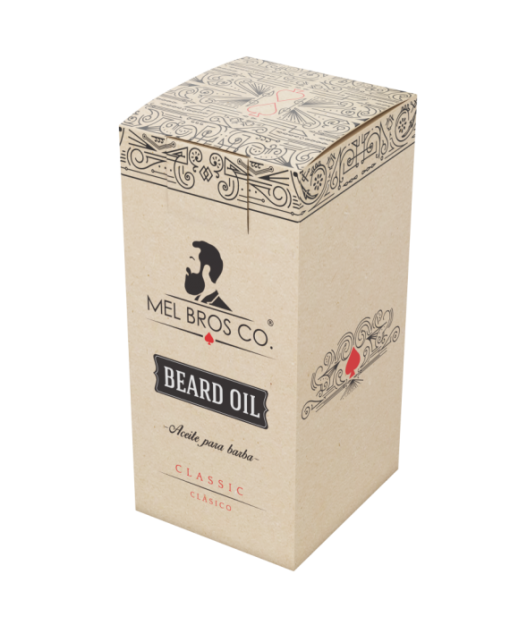 MEL BROS CO.®
BEARD OIL
-Aceite para barba-
CLASSIC
CLÁSICO